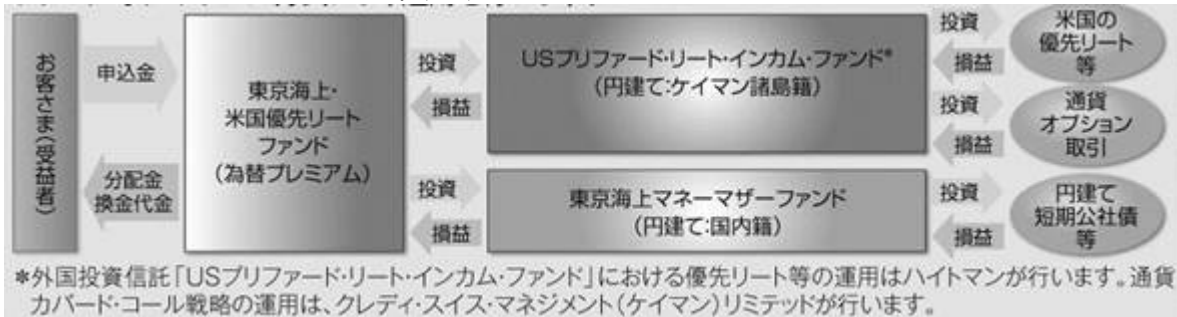 お客さま(受益者)
申込金
分配金
換金代金
東京海上・
米国優先リート
ファンド
(為替プレミアム)
投資
損益
投資
損益
USプリファード・リート・インカム・ファンド*
(円建て:ケイマン諸島籍)
東京海上マネーマザーファンド
(円建て:国内籍)
投資
損益
米国の
優先リート
等
投資
損益
通貨
オプション
取引
投資
損益
円建て
短期公社債
等
*外国投資信託「USプリファード・リート・インカム・ファンド」における優先リート等の運用はハイトマンが行います。通貨
カバード・コール戦略の運用は、クレディ・スイス・マネジメント(ケイマン)リミテッドが行います。